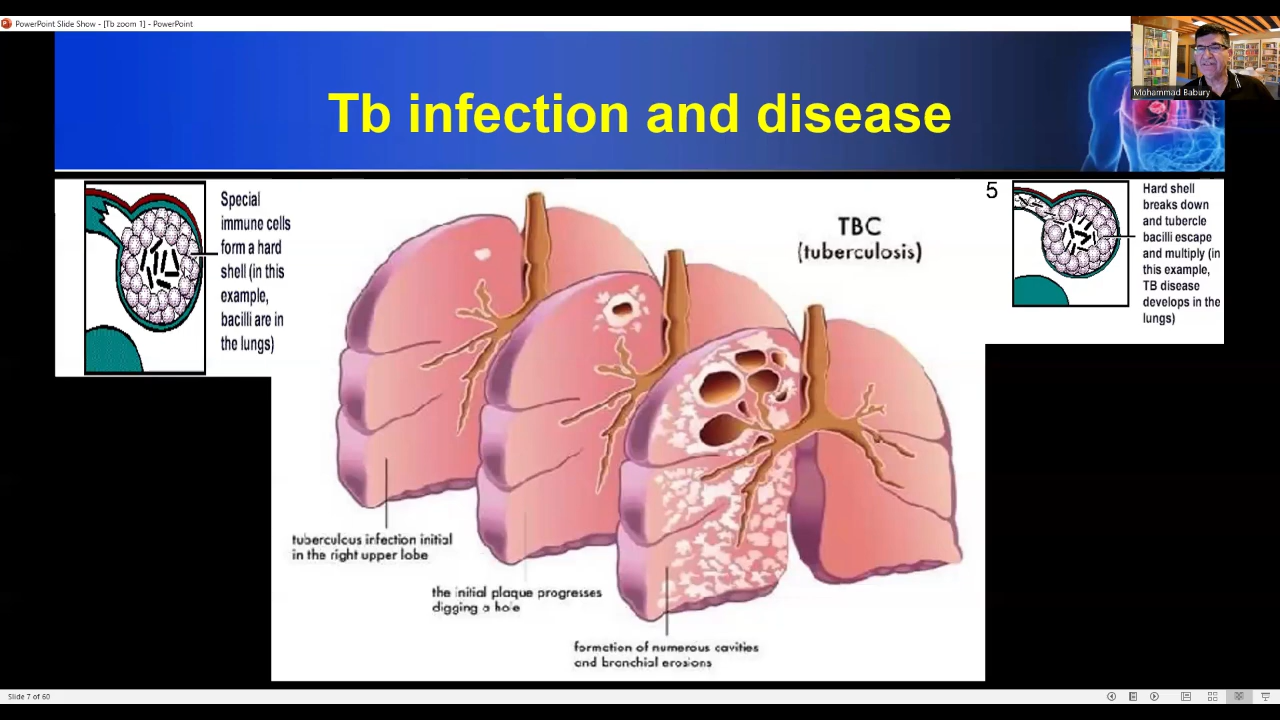 PowerPoint Slide Show - [Tb zoom 1] - PowerPoint
Mohammad Babury
Tb infection and disease
Special
immune cells
form a hard
shell (in this
example,
bacilli are in
the lungs)
TBC
(tuberculosis)
5
Hard shell
breaks down
and tubercle
bacilli escape
and multiply (in
this example,
TB disease
develops in the
lungs)
tuberculous infection initial
in the right upper lobe
the initial plaque progresses
digging a hole
formation of numerous cavities
and bronchial erosions
Slide 7 of 60